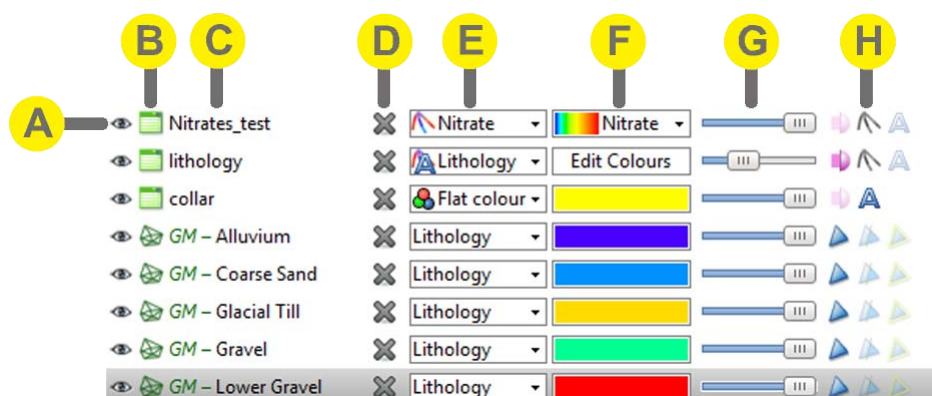 B C D E F G H
A Nitrates_test Nitrate Nitrate A
lithology A Lithology Edit Colours A
collar Flat colour A
GM – Alluvium Lithology
GM – Coarse Sand Lithology
GM – Glacial Till Lithology
GM – Gravel Lithology
GM – Lower Gravel Lithology